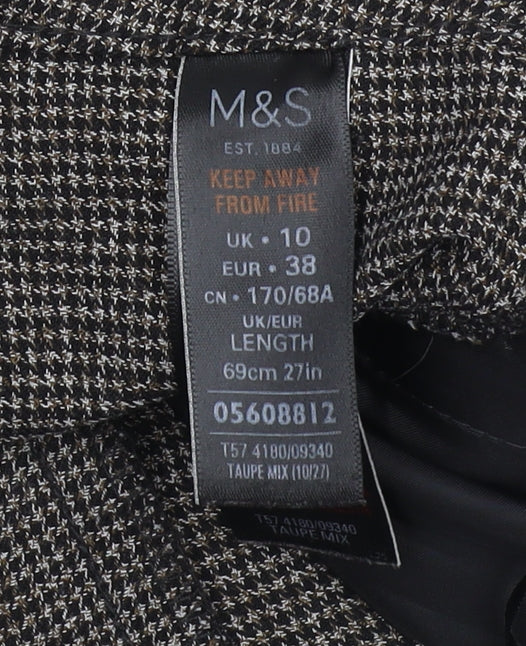 M&S
EST. 1884
KEEP AWAY
FROM FIRE
UK • 10
EUR • 38
CN • 170/68A
UK/EUR
LENGTH
69cm 27in
05608812
T57 4180/09340
TAUPE MIX (10/27)
T57 4180/09340
TAUPE MIX